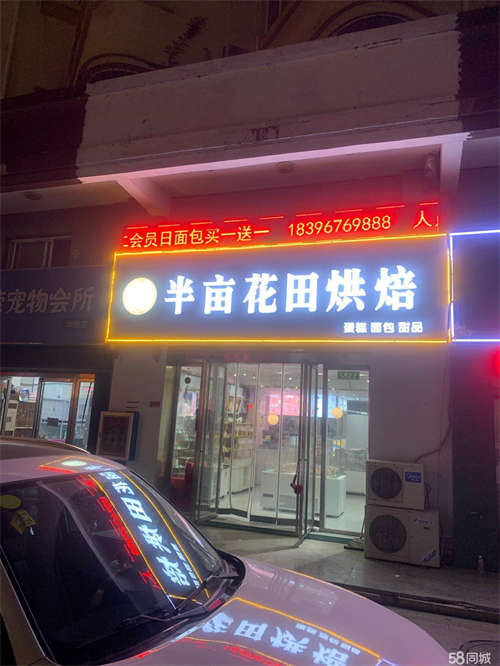 二会员日面包买一送一 18396769888 人
半亩花田烘焙
蛋糕 面包 甜品
宠物会所
58同城